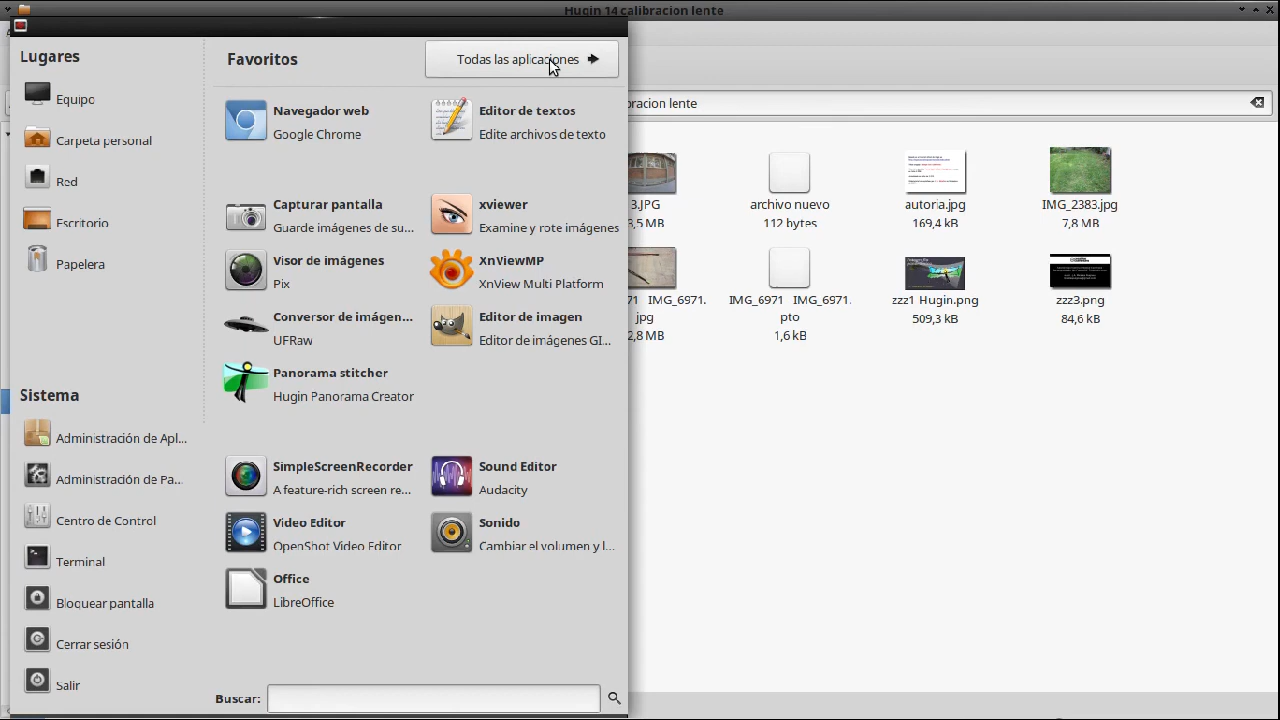 Hugin 14 calibracion lente
Lugares
Equipo
Carpeta personal
Red
Escritorio
Papelera
Sistema
Administración de Apl...
Administración de Pa...
Centro de Control
Terminal
Bloquear pantalla
Cerrar sesión
Salir
Favoritos
Todas las aplicaciones
Navegador web
Google Chrome
Editor de textos
Edite archivos de texto
Capturar pantalla
Guarde imágenes de su...
xviewer
Examine y rote imágenes
Visor de imágenes
Pix
XnViewMP
XnView Multi Platform
Conversor de imágen...
UFRaw
Editor de imagen
Editor de imágenes GI...
Panorama stitcher
Hugin Panorama Creator
SimpleScreenRecorder
A feature-rich screen re...
Sound Editor
Audacity
Video Editor
OpenShot Video Editor
Sonido
Cambiar el volumen y l...
Office
LibreOffice
Buscar:
bracion lente
3.JPG
,5 MB
archivo nuevo
112 bytes
autoria.jpg
169,4 kB
IMG_2383.jpg
7,8 MB
IMG_6971.
jpg
2,8 MB
IMG_6971 IMG_6971.
pto
1,6 kB
zzz1 Hugin.png
509,3 kB
zzz3.png
84,6 kB